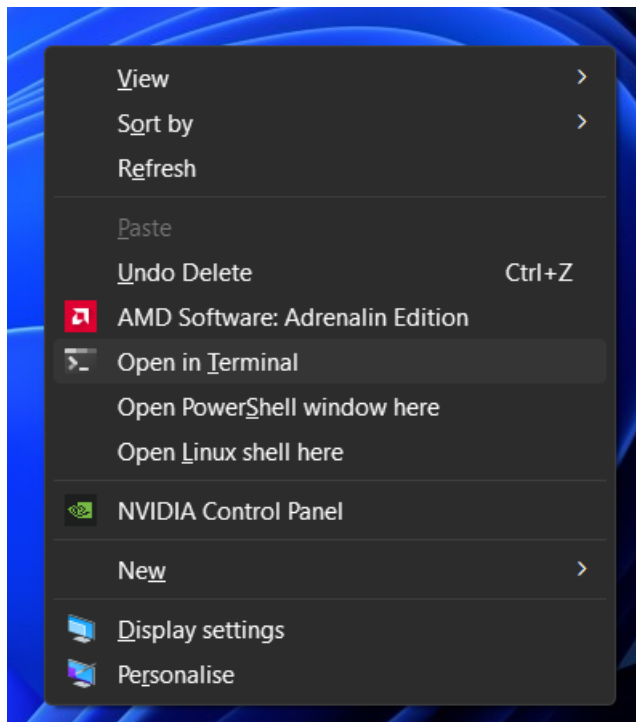 View
Sort by
Refresh
Paste
Undo Delete Ctrl+Z
AMD Software: Adrenalin Edition
Open in Terminal
Open PowerShell window here
Open Linux shell here
NVIDIA Control Panel
New
Display settings
Personalise